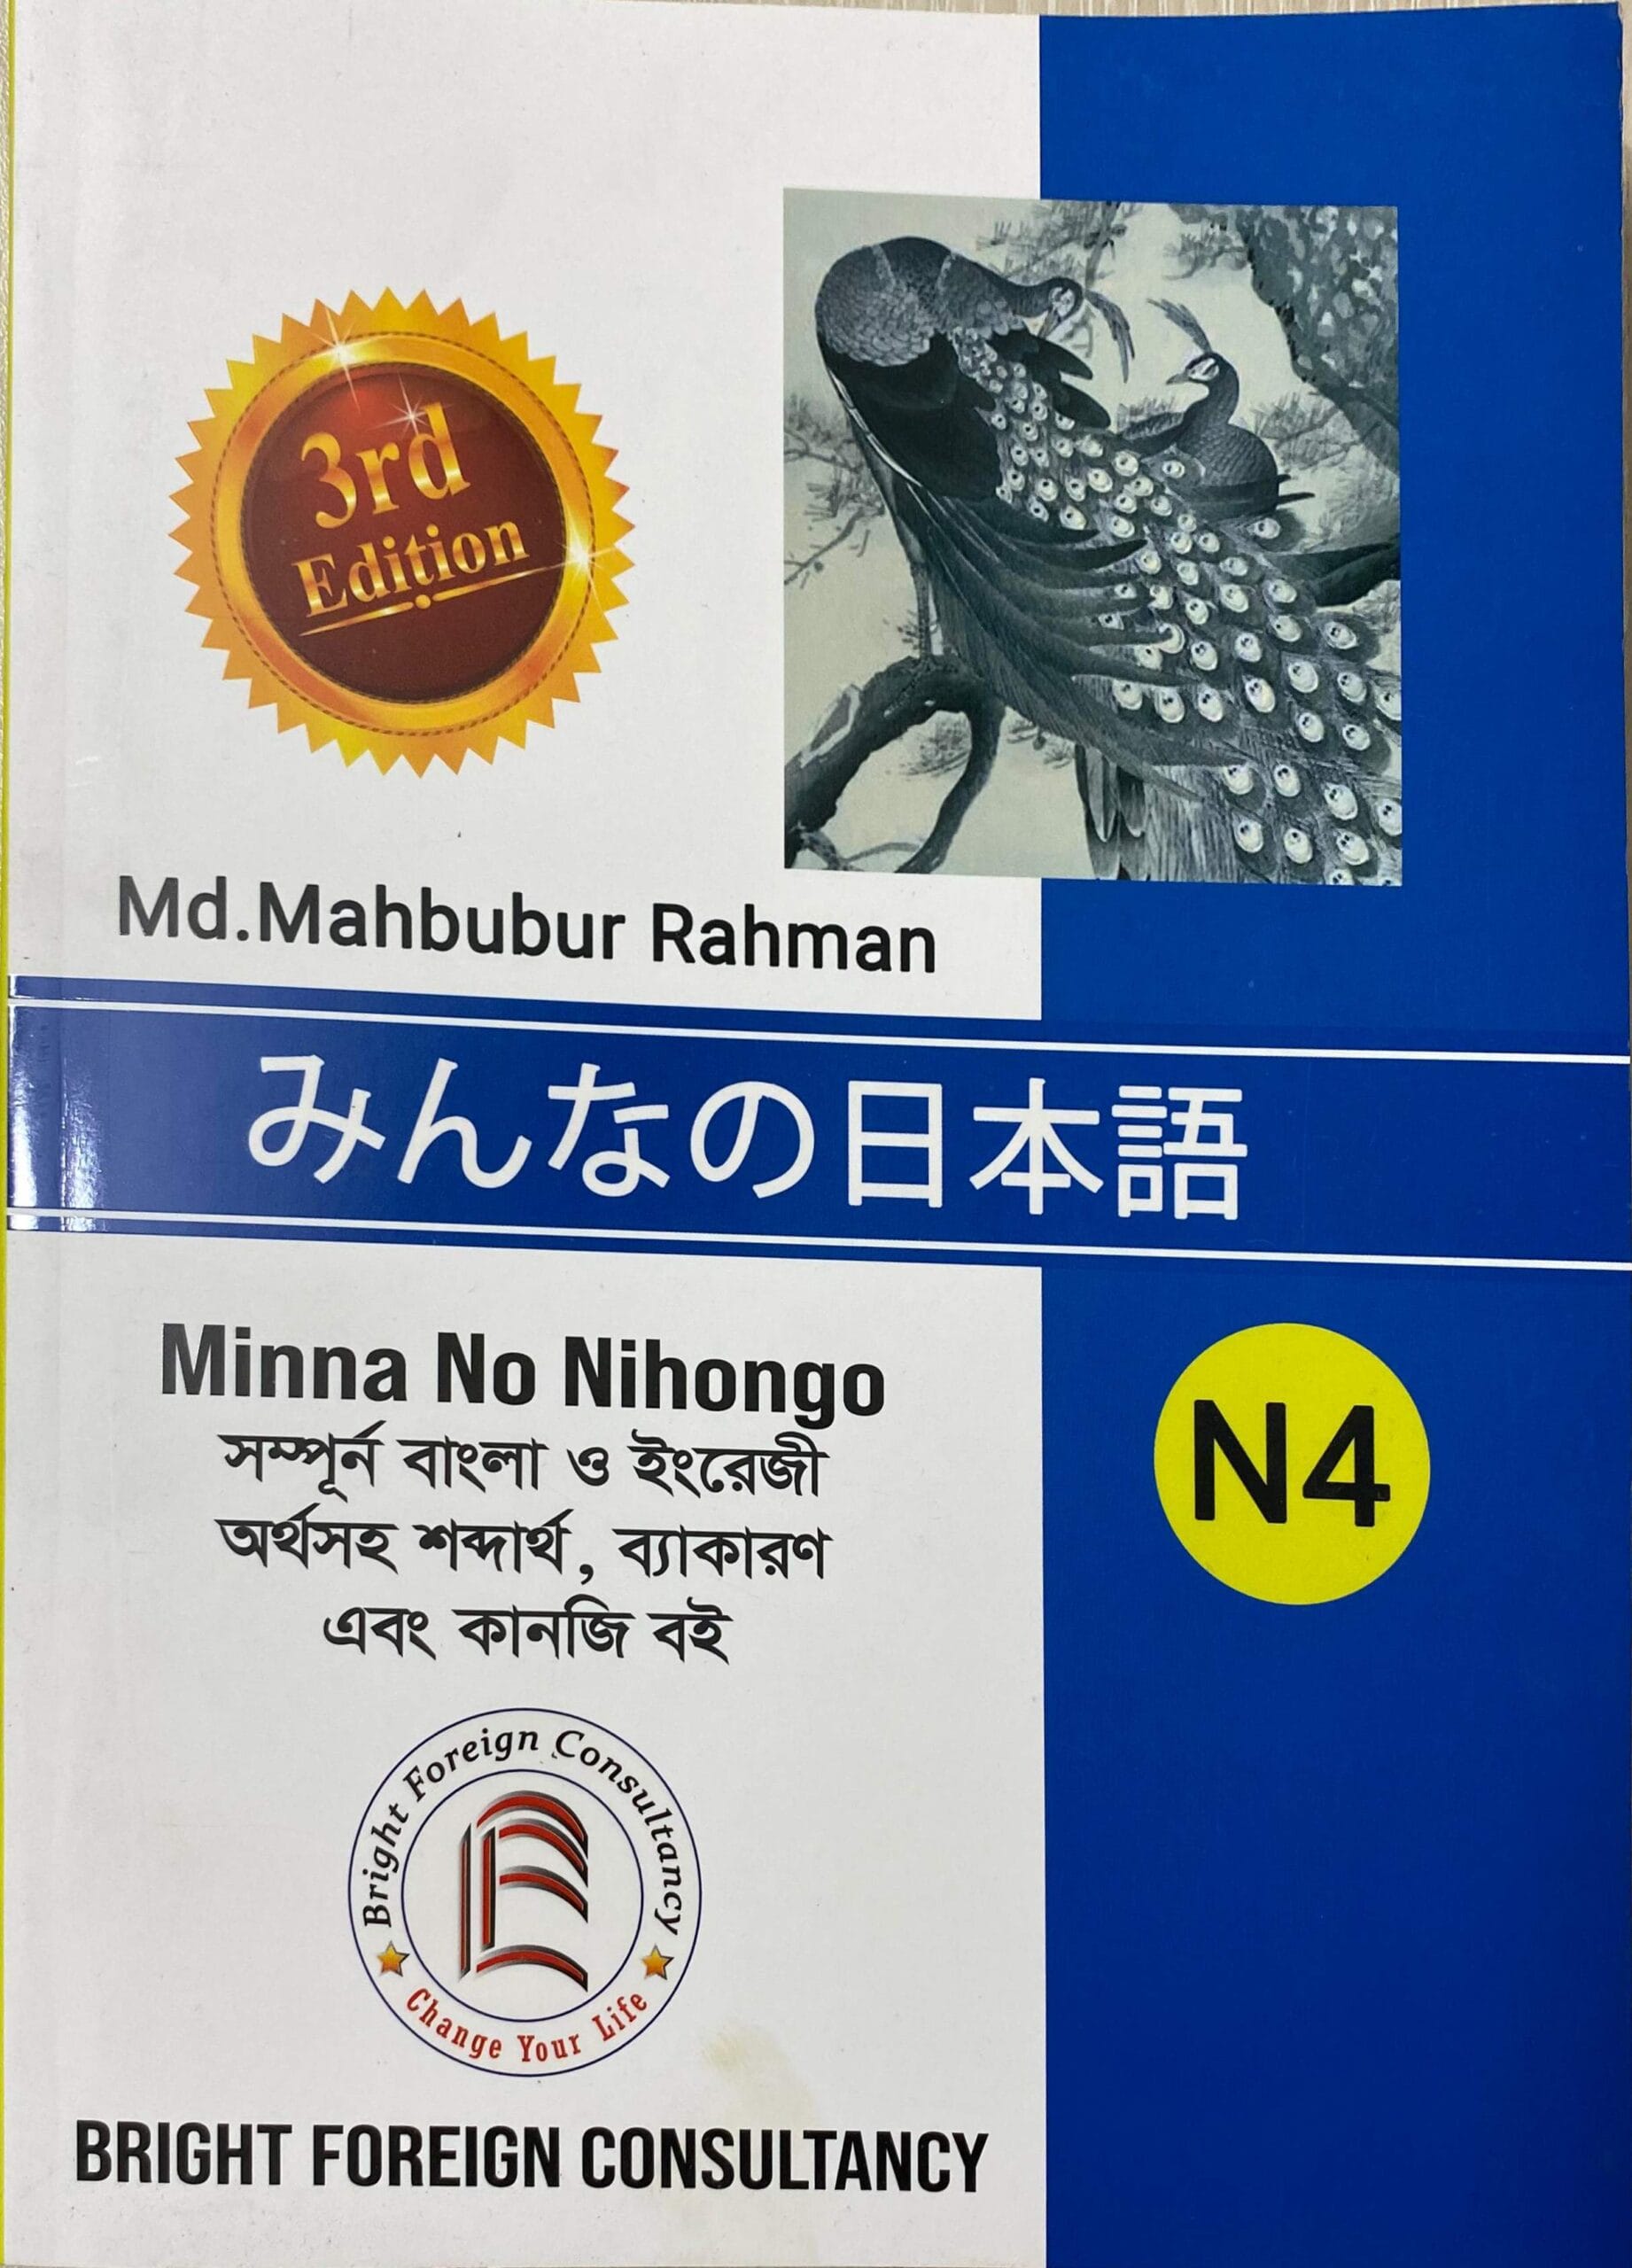 3rd
Edition
Md.Mahbubur Rahman
みんなの日本語
Minna No Nihongo
N4
সম্পূর্ন বাংলা ও ইংরেজী
অর্থসহ শব্দার্থ, ব্যাকারণ
এবং কানজি বই
Bright Foreign Consultancy
Change Your Life
BRIGHT FOREIGN CONSULTANCY